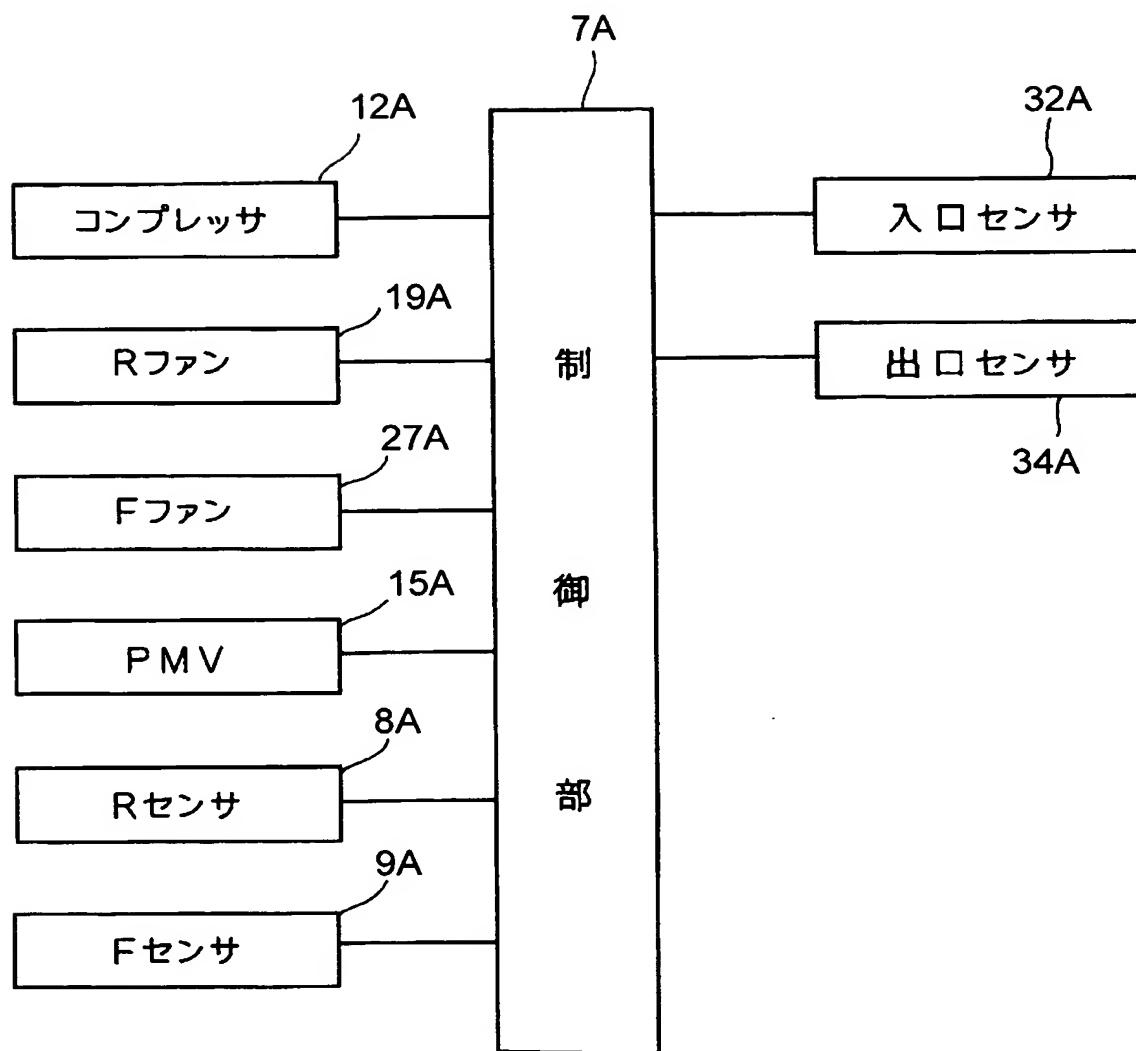 7A
12A
コンプレッサ
19A
Rファン
27A
Fファン
15A
PMV
8A
Rセンサ
9A
Fセンサ
制御部
32A
入口センサ
出口センサ
34A